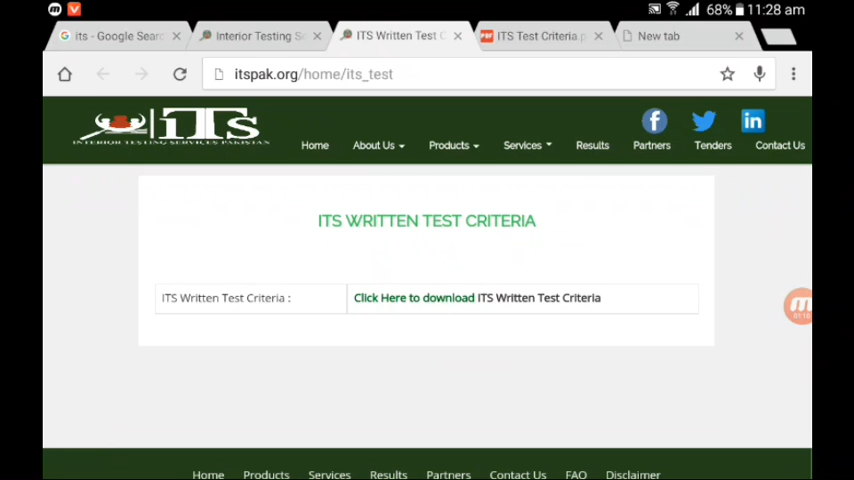 68% 11:28 am
its - Google Searc
Interior Testing Se
ITS Written Test C
ITS Test Criteria p
New tab
itspak.org/home/its_test
iTS
INTERIOR TESTING SERVICES PAKISTAN
Home
About Us
Products
Services
Results
Partners
Tenders
Contact Us
ITS WRITTEN TEST CRITERIA
ITS Written Test Criteria :
Click Here to download ITS Written Test Criteria
Home Products Services Results Partners Contact Us FAQ Disclaimer